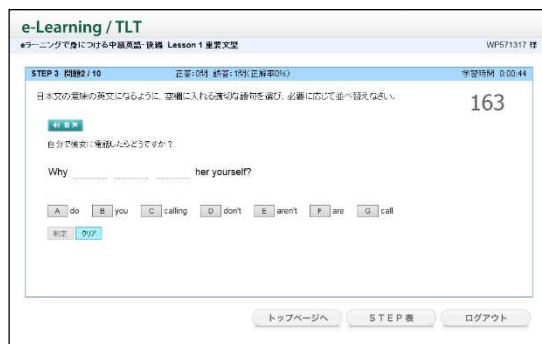 e-Learning / TLT
eラーニングで身につける中級英語-後編 Lesson 1 重要文型 WP571317 様
STEP 3 問題2 / 10 正答:0問 誤答:1問(正解率0%) 学習時間 0:00:44
日本文の意味の英文になるように、空欄に入れる適切な語句を選び、必要に応じて並べ替えなさい。
163
音声
自分で彼女に電話したらどうですか?
Why her yourself?
A do B you C calling D don't E aren't F are G call
判定 クリア
トップページへ STEP表 ログアウト